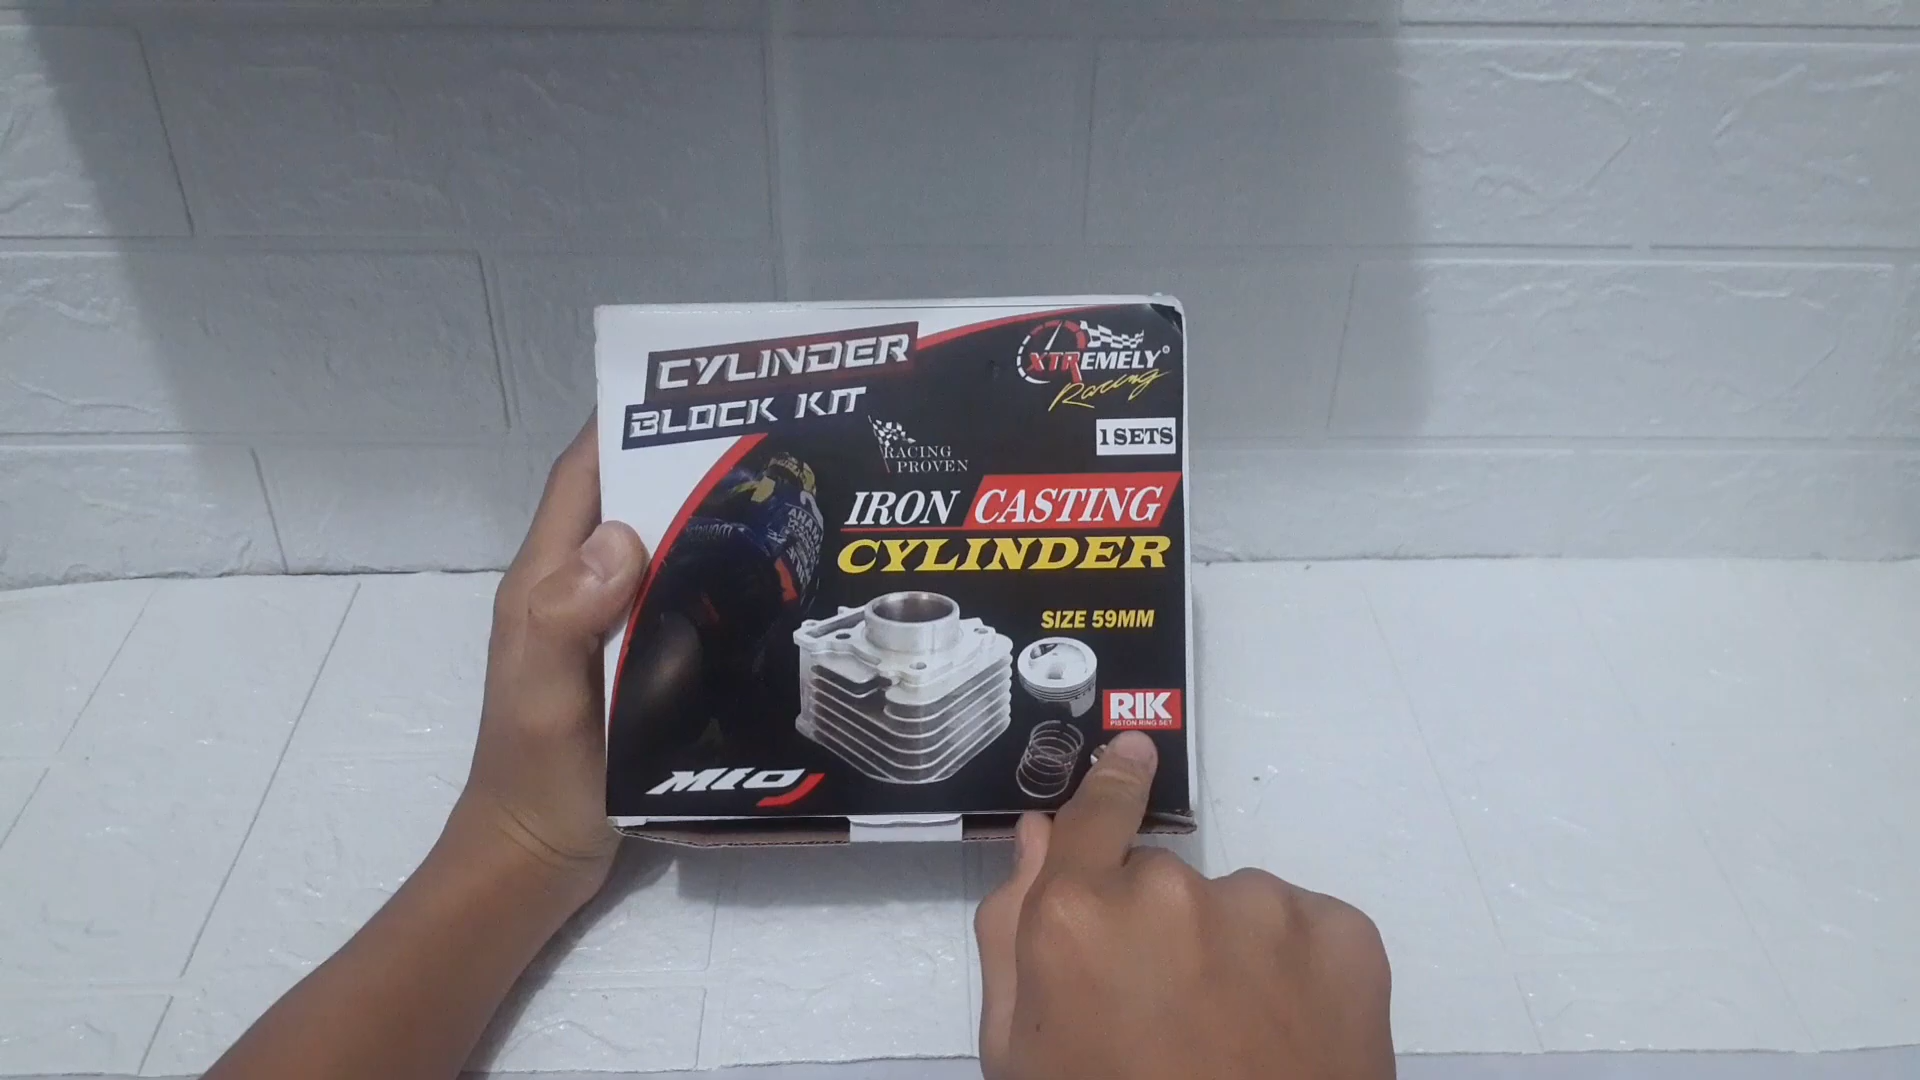 CYLINDER
BLOCK KIT
XTREMELY®
Racing
1 SETS
RACING
PROVEN
IRON CASTING
CYLINDER
SIZE 59MM
RIK
PISTON RING SET
Mio J